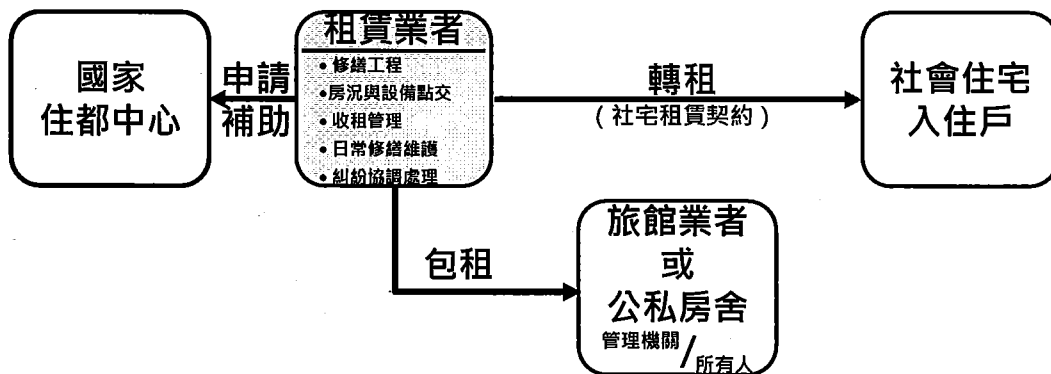 國家
住都中心
申請
補助
租賃業者
•修繕工程
•房況與設備點交
•收租管理
•日常修繕維護
•糾紛協調處理
轉租
(社宅租賃契約)
社會住宅
入住戶
包租
旅館業者
或
公私房舍
管理機關/所有人